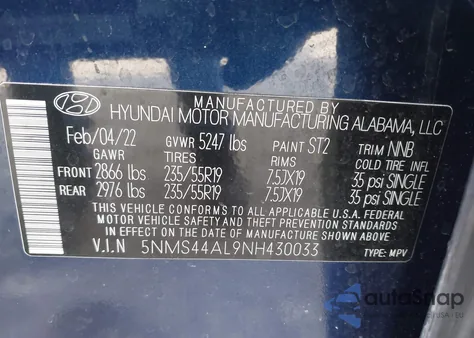 MANUFACTURED BY
HYUNDAI MOTOR MANUFACTURING ALABAMA, LLC
Feb/04/22 GVWR 5247 lbs PAINT ST2 TRIM NNB
GAWR TIRES RIMS COLD TIRE INFL
FRONT 2866 lbs 235/55R19 7.5JX19 35 psi SINGLE
REAR 2976 lbs 235/55R19 7.5JX19 35 psi SINGLE
THIS VEHICLE CONFORMS TO ALL APPLICABLE FEDERAL
MOTOR VEHICLE SAFETY AND THEFT PREVENTION STANDARDS
IN EFFECT ON THE DATE OF MANUFACTURE SHOWN ABOVE.
V.I.N 5NMS44AL9NH430033 TYPE: MPV
autoSnap